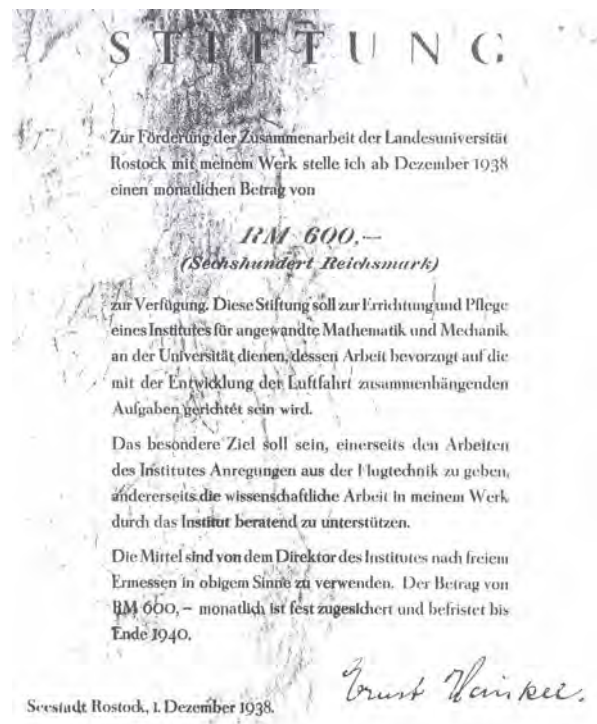 STIFTUNG
Zur Förderung der Zusammenarbeit der Landesuniversität
Rostock mit meinem Werk stelle ich ab Dezember 1938
einen monatlichen Betrag von
RM 600,—
(Sechshundert Reichsmark)
zur Verfügung. Diese Stiftung soll zur Errichtung und Pflege
eines Institutes für angewandte Mathematik und Mechanik
an der Universität dienen, dessen Arbeit bevorzugt auf die
mit der Entwicklung der Luftfahrt zusammenhängenden
Aufgaben gerichtet sein wird.
Das besondere Ziel soll sein, einerseits den Arbeiten
des Institutes Anregungen aus der Flugtechnik zu geben,
andererseits die wissenschaftliche Arbeit in meinem Werk
durch das Institut beratend zu unterstützen.
Die Mittel sind von dem Direktor des Institutes nach freiem
Ermessen in obigem Sinne zu verwenden. Der Betrag von
RM 600,— monatlich ist fest zugesichert und befristet bis
Ende 1940.
Ernst Heinkel.
Seestadt Rostock, 1. Dezember 1938.